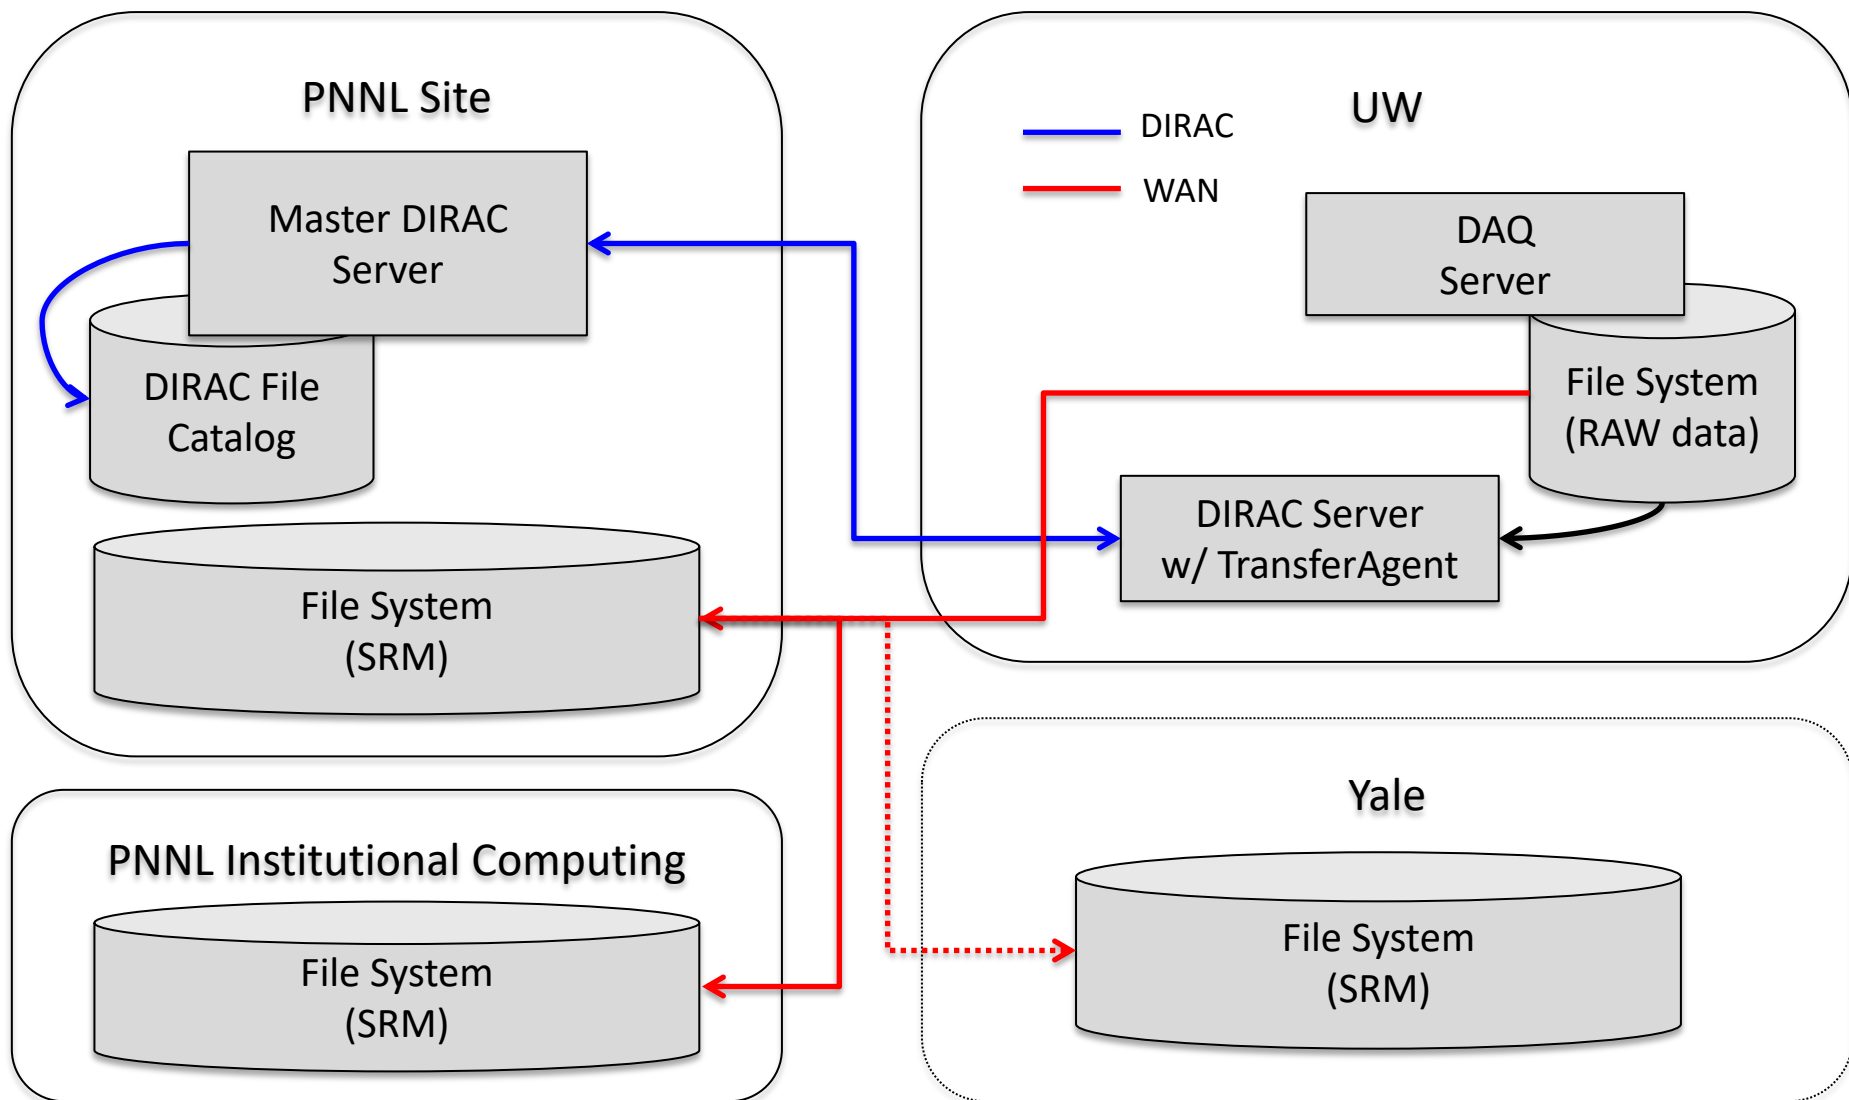 PNNL Site
Master DIRAC
Server
DIRAC File
Catalog
File System
(SRM)
UW
DIRAC
WAN
DAQ
Server
File System
(RAW data)
DIRAC Server
w/ TransferAgent
PNNL Institutional Computing
File System
(SRM)
Yale
File System
(SRM)